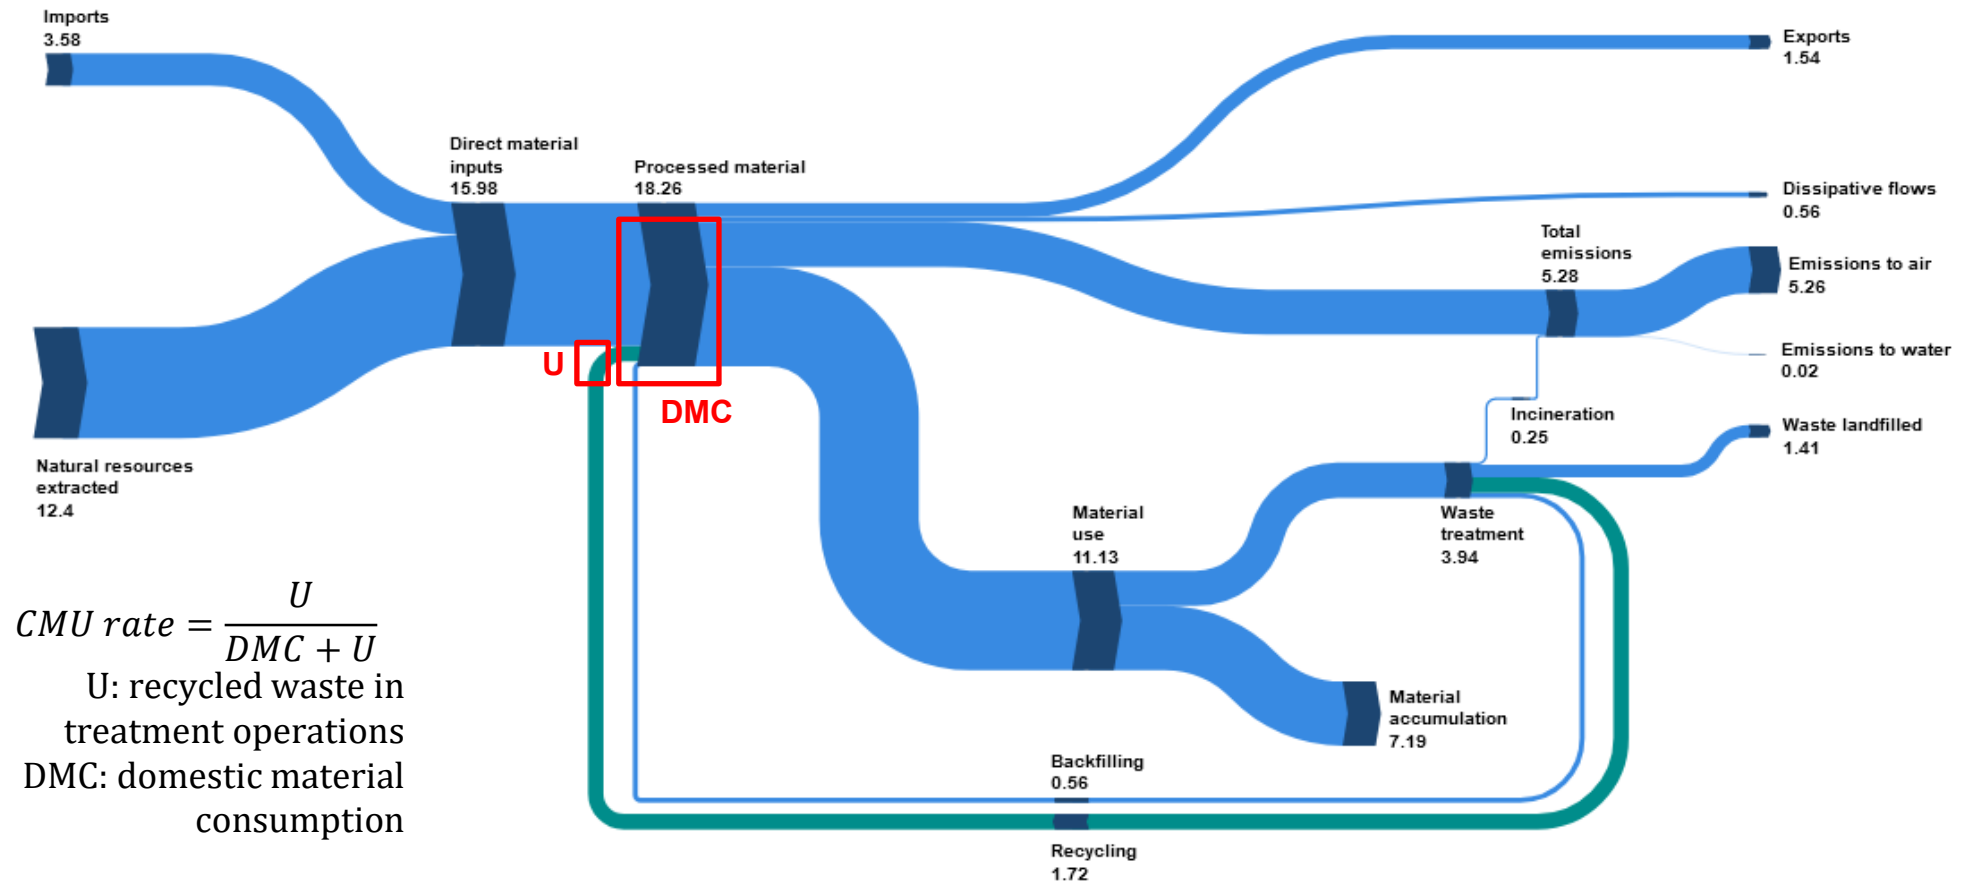 Imports
3.58
Exports
1.54
Direct material
inputs
15.98
Processed material
18.26
Dissipative flows
0.56
Total
emissions
5.28
Emissions to air
5.26
U
DMC
Emissions to water
0.02
Incineration
0.25
Waste landfilled
1.41
Natural resources
extracted
12.4
Material
use
11.13
Waste
treatment
3.94
CMU rate = U / DMC + U
U: recycled waste in
treatment operations
DMC: domestic material
consumption
Material
accumulation
7.19
Backfilling
0.56
Recycling
1.72